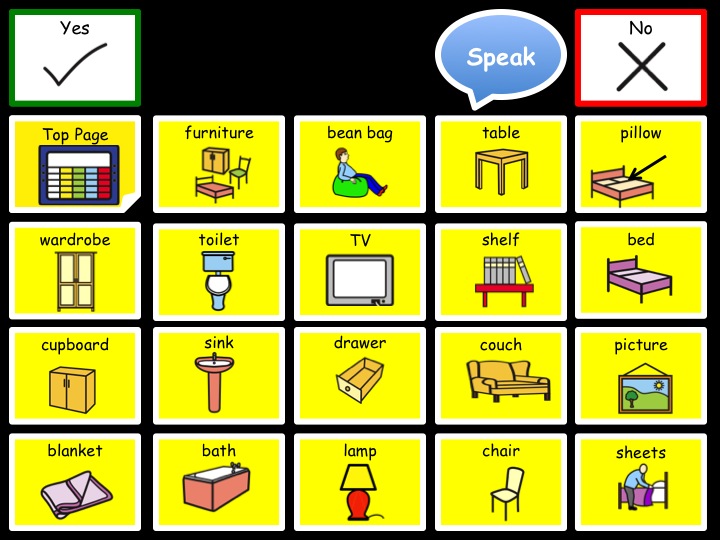 Yes
Speak
No
Top Page
furniture
bean bag
table
pillow
wardrobe
toilet
TV
shelf
bed
cupboard
sink
drawer
couch
picture
blanket
bath
lamp
chair
sheets